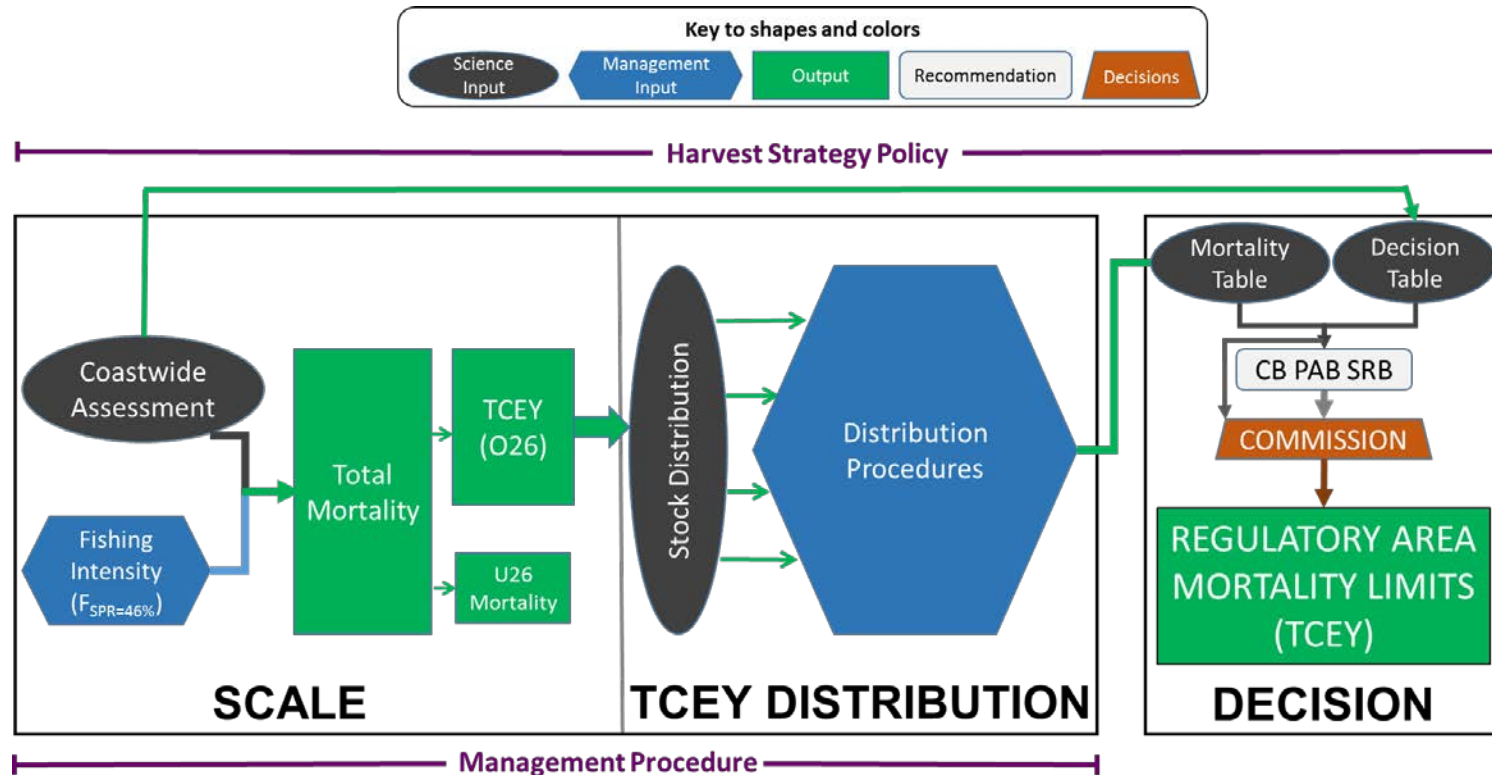 Key to shapes and colors
Science
Input
Management
Input
Output
Recommendation
Decisions
Harvest Strategy Policy
Coastwide
Assessment
Fishing
Intensity
(F_SPR=46%)
Total
Mortality
TCEY
(O26)
U26
Mortality
SCALE
Stock Distribution
Distribution
Procedures
TCEY DISTRIBUTION
Mortality
Table
Decision
Table
CB PAB SRB
COMMISSION
REGULATORY AREA
MORTALITY LIMITS
(TCEY)
DECISION
Management Procedure